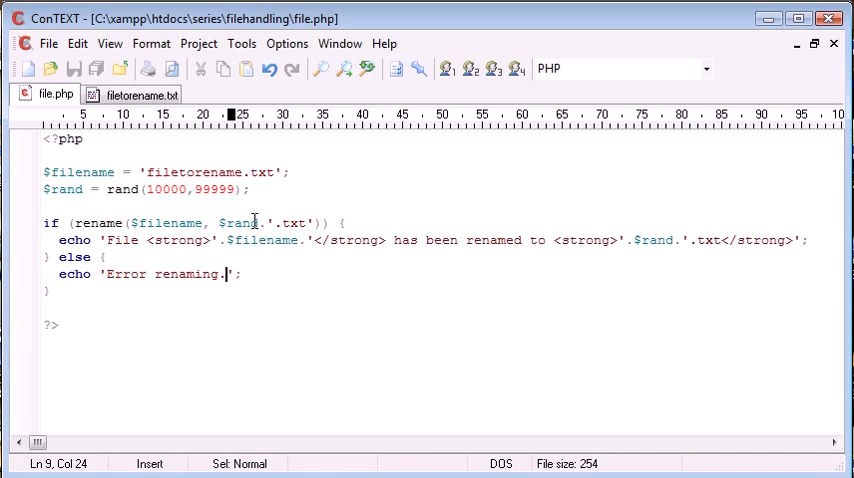 ConTEXT - [C:\xampp\htdocs\series\filehandling\file.php]
File Edit View Format Project Tools Options Window Help
1 2 3 4 PHP
file.php filetorename.txt
5 10 15 20 25 30 35 40 45 50 55 60 65 70 75 80 85 90 95 10
<?php
$filename = 'filetorename.txt';
$rand = rand(10000,99999);
if (rename($filename, $rand.'.txt')) {
echo 'File <strong>'.$filename.'</strong> has been renamed to <strong>'.$rand.'.txt</strong>';
} else {
echo 'Error renaming.';
}
?>
Ln 9, Col 24 Insert Sel: Normal DOS File size: 254